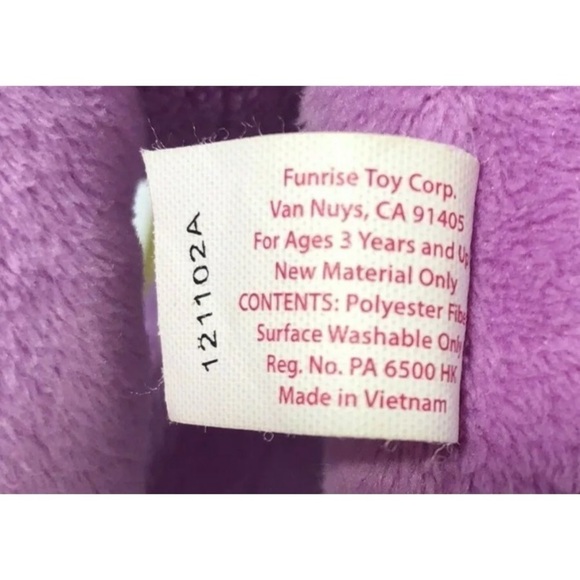 Funrise Toy Corp.
Van Nuys, CA 91405
For Ages 3 Years and Up
New Material Only
CONTENTS: Polyester Fiber
Surface Washable Only
Reg. No. PA 6500 HK
Made in Vietnam
121102A